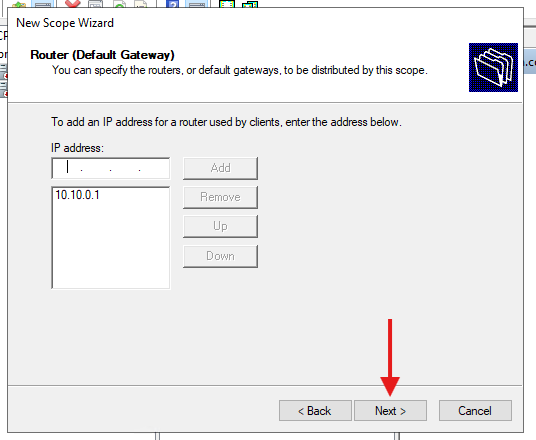 New Scope Wizard
Router (Default Gateway)
You can specify the routers, or default gateways, to be distributed by this scope.
To add an IP address for a router used by clients, enter the address below.
IP address:
. . .
Add
10.10.0.1
Remove
Up
Down
< Back
Next >
Cancel